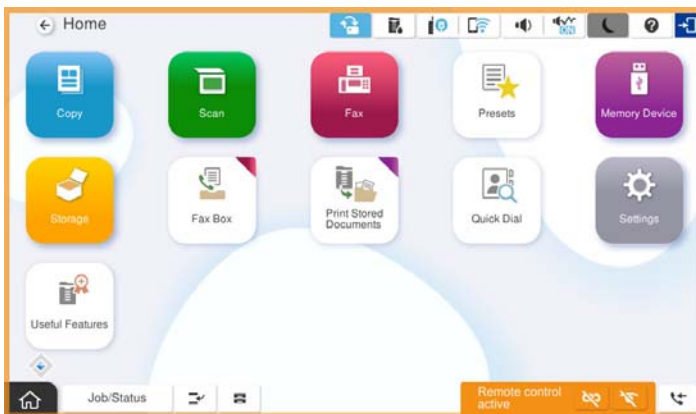 Home
ON
Copy
Scan
Fax
Presets
Memory Device
Storage
Fax Box
Print Stored
Documents
Quick Dial
Settings
Useful Features
Job/Status
Remote control
active